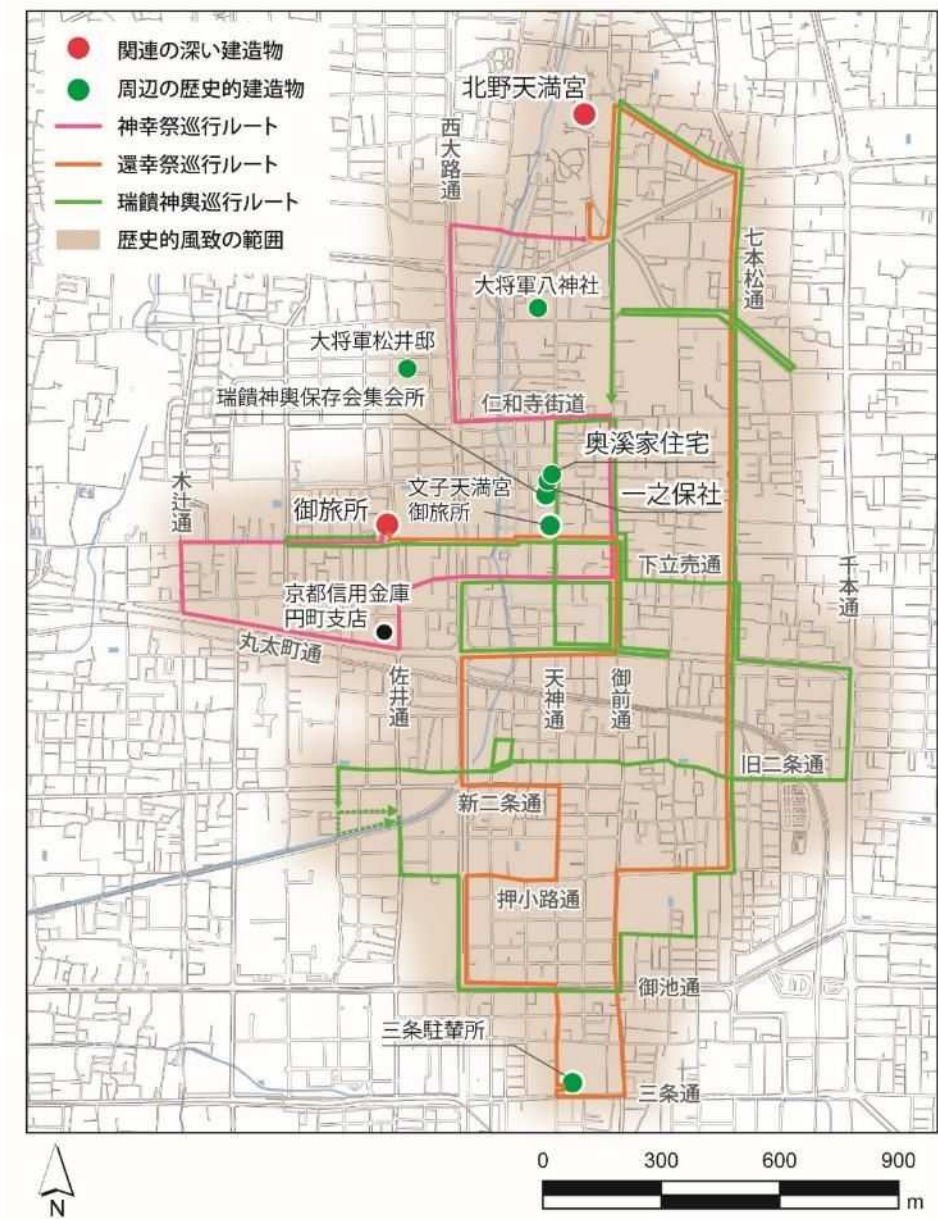 関連の深い建造物
周辺の歴史的建造物
神幸祭巡行ルート
還幸祭巡行ルート
瑞饋神輿巡行ルート
歴史的風致の範囲
北野天満宮
西大路通
七本松通
大将軍八神社
大将軍松井邸
瑞饋神輿保存会集会所
仁和寺街道
奥溪家住宅
文子天満宮
御旅所
一之保社
木辻通
御旅所
下立売通
千本通
京都信用金庫
円町支店
丸太町通
佐井通
天神通
御前通
旧二条通
新二条通
押小路通
御池通
三条駐輦所
三条通
N
0 300 600 900
m